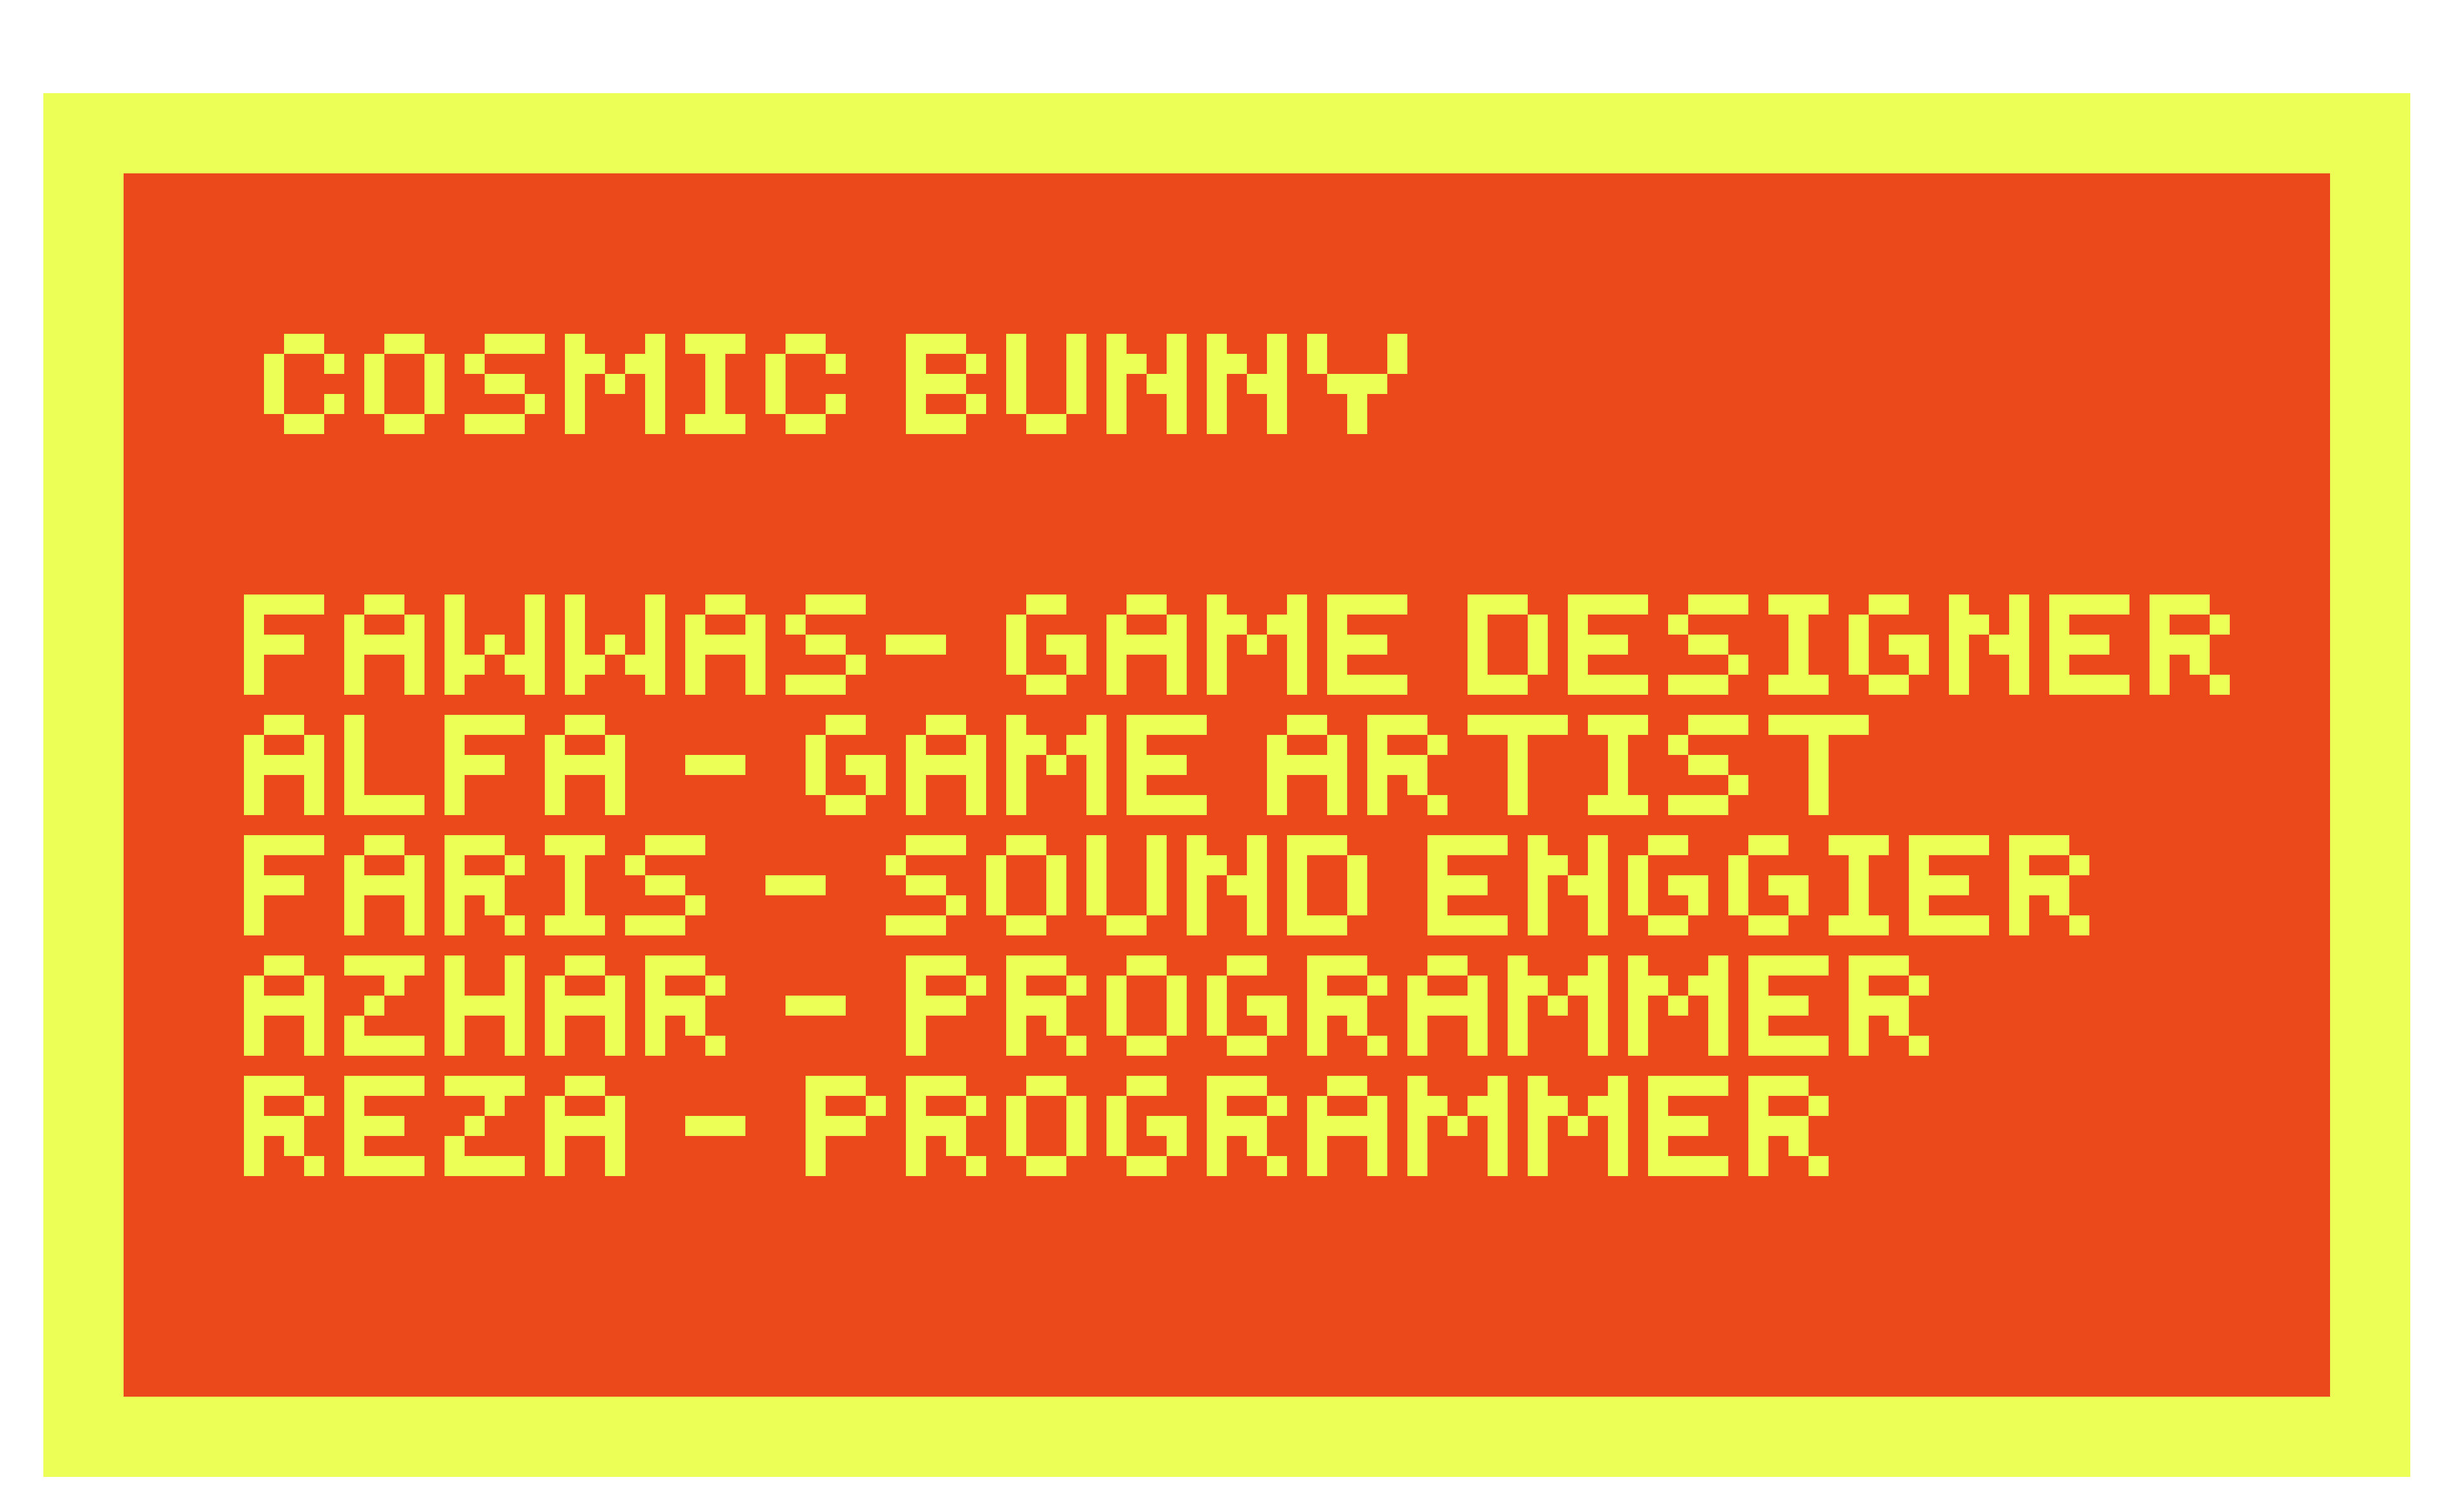 COSMIC BUNNY
FAWWAS- GAME DESIGNER
ALFA - GAME ARTIST
FARIS - SOUND ENGGIER
AZHAR - PROGRAMMER
REZA - PROGRAMMER